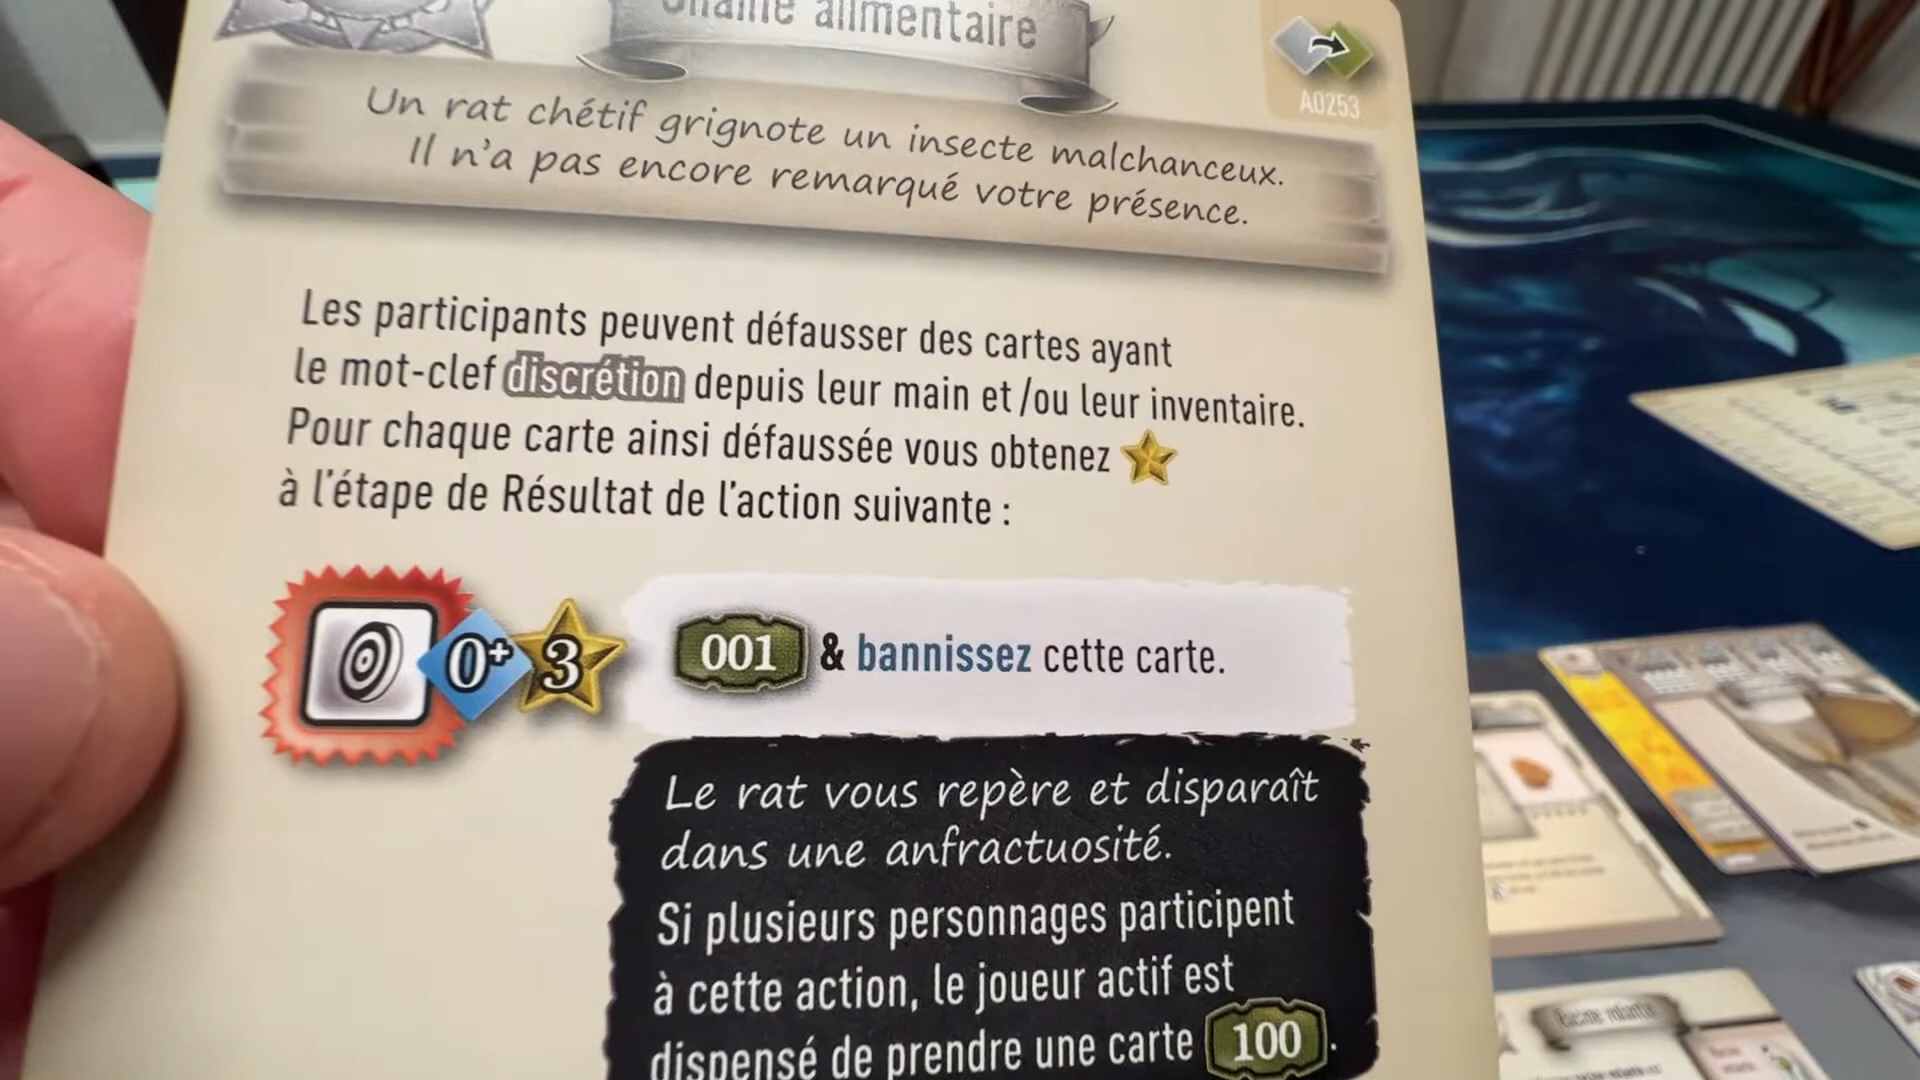 Chaîne alimentaire
A0253
Un rat chétif grignote un insecte malchanceux.
Il n'a pas encore remarqué votre présence.
Les participants peuvent défausser des cartes ayant
le mot-clef discrétion depuis leur main et/ou leur inventaire.
Pour chaque carte ainsi défaussée vous obtenez
à l'étape de Résultat de l'action suivante :
0+ 3 001 & bannissez cette carte.
Le rat vous repère et disparaît
dans une anfractuosité.
Si plusieurs personnages participent
à cette action, le joueur actif est
dispensé de prendre une carte 100.